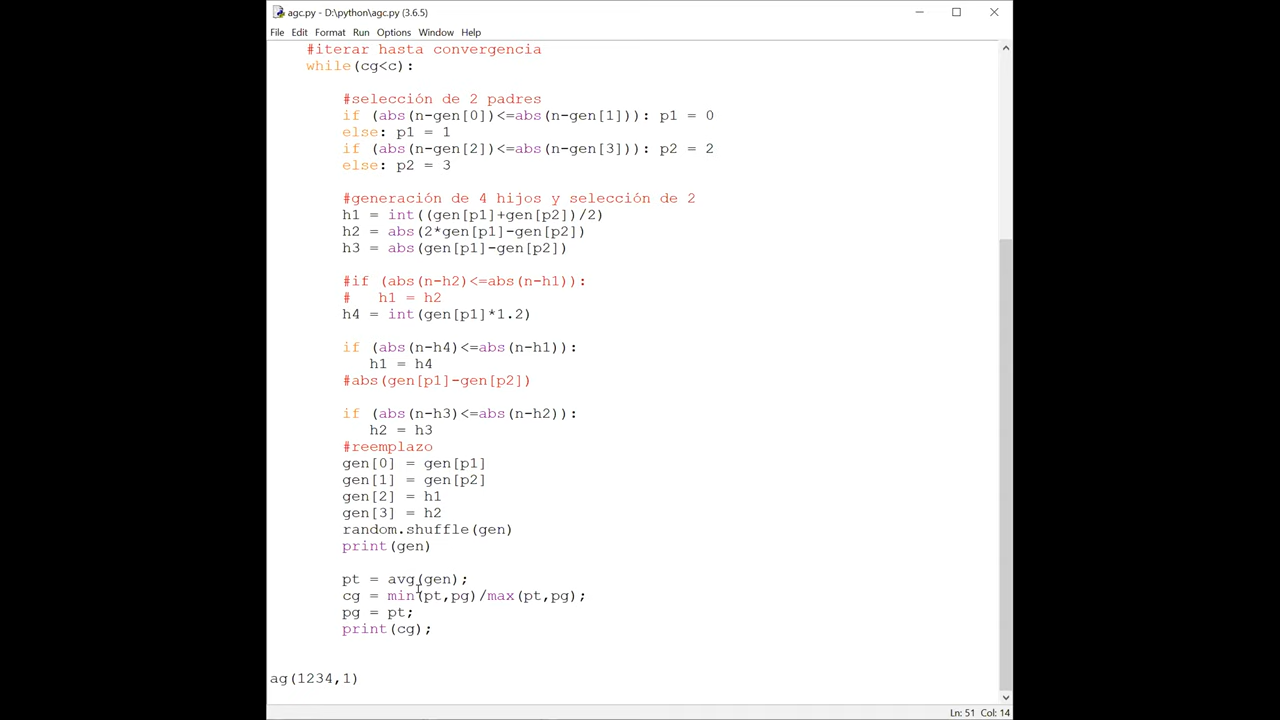 agc.py - D:\python\agc.py (3.6.5)
File Edit Format Run Options Window Help
#iterar hasta convergencia
while(cg<c):
#selección de 2 padres
if (abs(n-gen[0])<=abs(n-gen[1])): p1 = 0
else: p1 = 1
if (abs(n-gen[2])<=abs(n-gen[3])): p2 = 2
else: p2 = 3
#generación de 4 hijos y selección de 2
h1 = int((gen[p1]+gen[p2])/2)
h2 = abs(2*gen[p1]-gen[p2])
h3 = abs(gen[p1]-gen[p2])
#if (abs(n-h2)<=abs(n-h1)):
#   h1 = h2
h4 = int(gen[p1]*1.2)
if (abs(n-h4)<=abs(n-h1)):
h1 = h4
#abs(gen[p1]-gen[p2])
if (abs(n-h3)<=abs(n-h2)):
h2 = h3
#reemplazo
gen[0] = gen[p1]
gen[1] = gen[p2]
gen[2] = h1
gen[3] = h2
random.shuffle(gen)
print(gen)
pt = avg(gen);
cg = min(pt,pg)/max(pt,pg);
pg = pt;
print(cg);
ag(1234,1)
Ln: 51 Col: 14